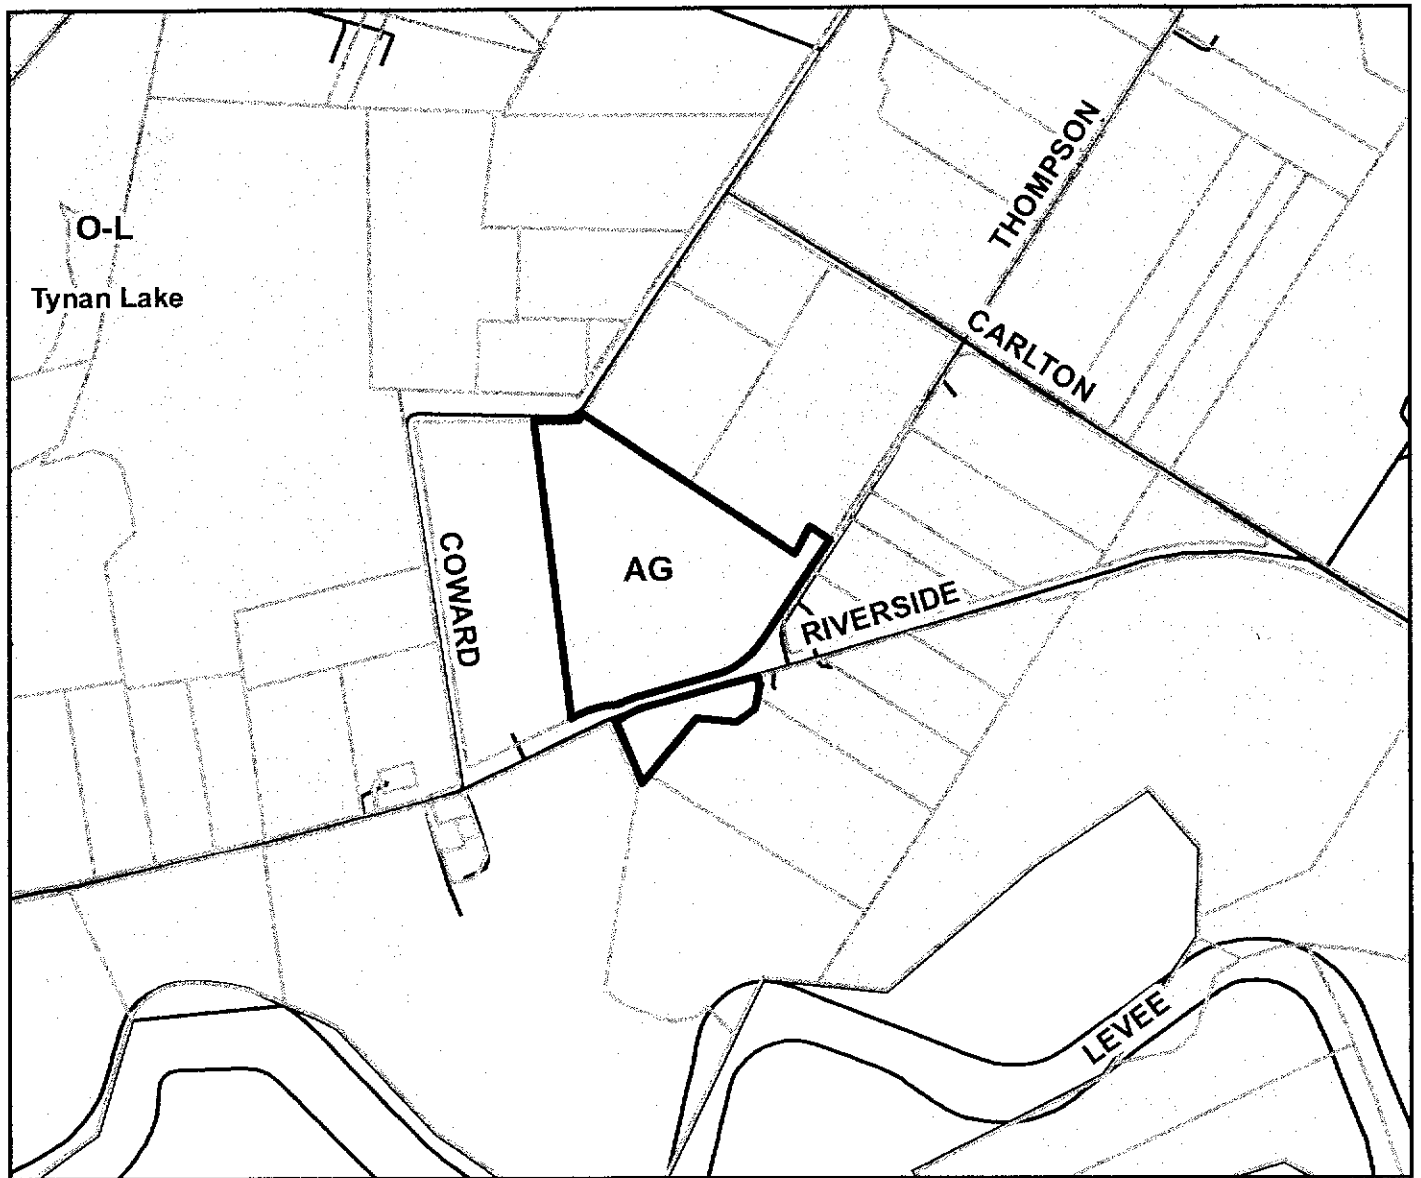 THOMPSON
O-L
Tynan Lake
CARLTON
COWARD
AG
RIVERSIDE
LEVEE